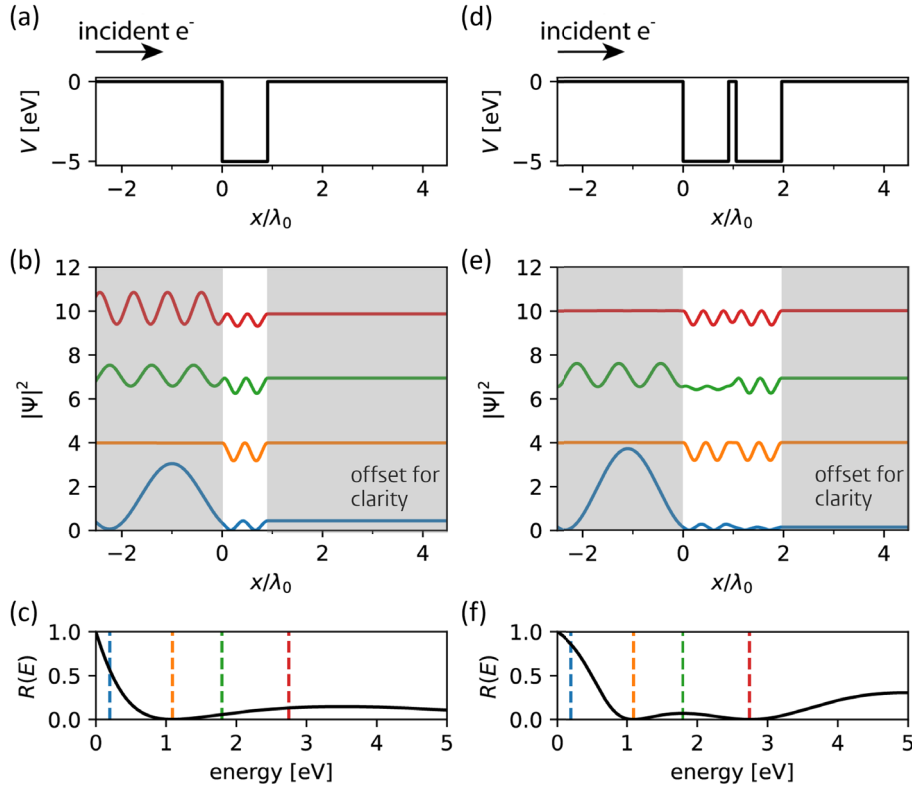 (a)
incident e⁻
0
−5
V [eV]
−2 0 2 4
x/λ₀
(b)
12
10
8
6
4
2
0
|Ψ|²
offset for
clarity
−2 0 2 4
x/λ₀
(c)
1.0
0.5
0.0
R(E)
0 1 2 3 4 5
energy [eV]
(d)
incident e⁻
0
−5
V [eV]
−2 0 2 4
x/λ₀
(e)
12
10
8
6
4
2
0
|Ψ|²
offset for
clarity
−2 0 2 4
x/λ₀
(f)
1.0
0.5
0.0
R(E)
0 1 2 3 4 5
energy [eV]